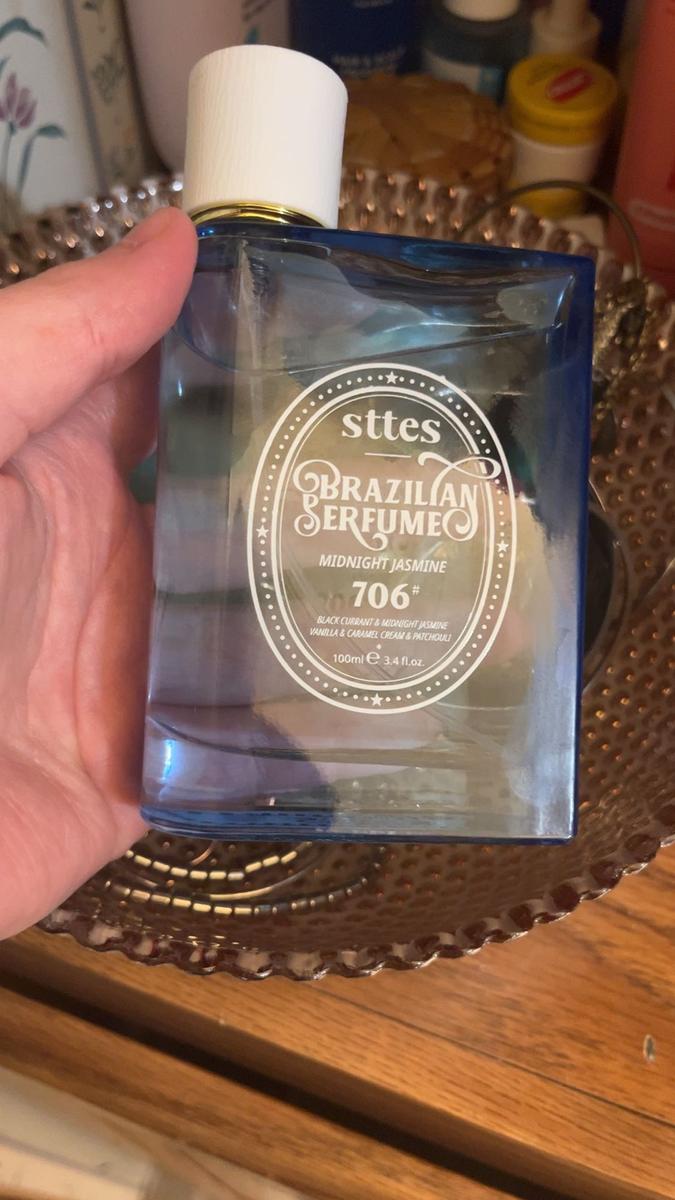 sttes
BRAZILIAN
PERFUME
MIDNIGHT JASMINE
706#
BLACK CURRANT & MIDNIGHT JASMINE
VANILLA & CARAMEL CREAM & PATCHOULI
100ml ℮ 3.4 fl.oz.